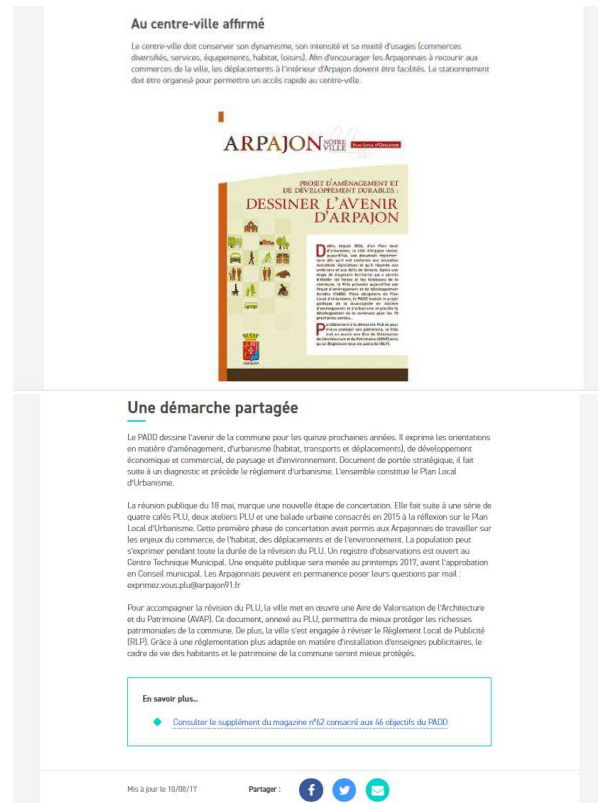 Au centre-ville affirmé
Le centre-ville doit conserver son dynamisme, son intensité et sa mixité d'usages (commerces
diversifiés, services, équipements, habitat, loisirs). Afin d'encourager les Arpajonnais à recourir aux
commerces de la ville, les déplacements à l'intérieur d'Arpajon doivent être facilités. Le stationnement
doit être organisé pour permettre un accès rapide au centre-ville.
ARPAJON NOTRE VILLE
PROJET D'AMÉNAGEMENT ET
DE DÉVELOPPEMENT DURABLES :
DESSINER L'AVENIR
D'ARPAJON
Une démarche partagée
Le PADD dessine l'avenir de la commune pour les quinze prochaines années. Il exprime les orientations
en matière d'aménagement, d'urbanisme (habitat, transports et déplacements), de développement
économique et commercial, de paysage et d'environnement. Document de portée stratégique, il fait
suite à un diagnostic et précède le règlement d'urbanisme. L'ensemble constitue le Plan Local
d'Urbanisme.
La réunion publique du 18 mai, marque une nouvelle étape de concertation. Elle fait suite à une série de
quatre cafés PLU, deux ateliers PLU et une balade urbaine consacrés en 2015 à la réflexion sur le Plan
Local d'Urbanisme. Cette première phase de concertation avait permis aux Arpajonnais de travailler sur
les enjeux du commerce, de l'habitat, des déplacements et de l'environnement. La population peut
s'exprimer pendant toute la durée de la révision du PLU. Un registre d'observations est ouvert au
Centre Technique Municipal. Une enquête publique sera menée au printemps 2017, avant l'approbation
en Conseil municipal. Les Arpajonnais peuvent en permanence poser leurs questions par mail :
exprimez.vous.plu@arpajon91.fr
Pour accompagner la révision du PLU, la ville met en œuvre une Aire de Valorisation de l'Architecture
et du Patrimoine (AVAP). Ce document, annexé au PLU, permettra de mieux protéger les richesses
patrimoniales de la commune. De plus, la ville s'est engagée à réviser le Règlement Local de Publicité
(RLP). Grâce à une réglementation plus adaptée en matière d'installation d'enseignes publicitaires, le
cadre de vie des habitants et le patrimoine de la commune seront mieux protégés.
En savoir plus..
Consulter le supplément du magazine n°62 consacré aux 46 objectifs du PADD
Mis à jour le 10/08/17
Partager :